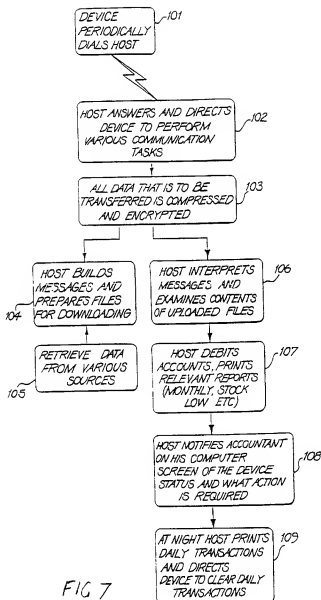 DEVICE
PERIODICALLY
DIALS HOST
101
HOST ANSWERS AND DIRECTS
DEVICE TO PERFORM
VARIOUS COMMUNICATION
TASKS
102
ALL DATA THAT IS TO BE
TRANSFERRED IS COMPRESSED
AND ENCRYPTED
103
HOST BUILDS
MESSAGES AND
PREPARES FILES
FOR DOWNLOADING
104
RETRIEVE DATA
FROM VARIOUS
SOURCES
105
HOST INTERPRETS
MESSAGES AND
EXAMINES CONTENTS
OF UPLOADED FILES
106
HOST DEBITS
ACCOUNTS, PRINTS
RELEVANT REPORTS
(MONTHLY, STOCK
LOW ETC)
107
HOST NOTIFIES ACCOUNTANT
ON HIS COMPUTER
SCREEN OF THE DEVICE
STATUS AND WHAT ACTION
IS REQUIRED
108
AT NIGHT HOST PRINTS
DAILY TRANSACTIONS
AND DIRECTS
DEVICE TO CLEAR DAILY
TRANSACTIONS
109
FIG 7